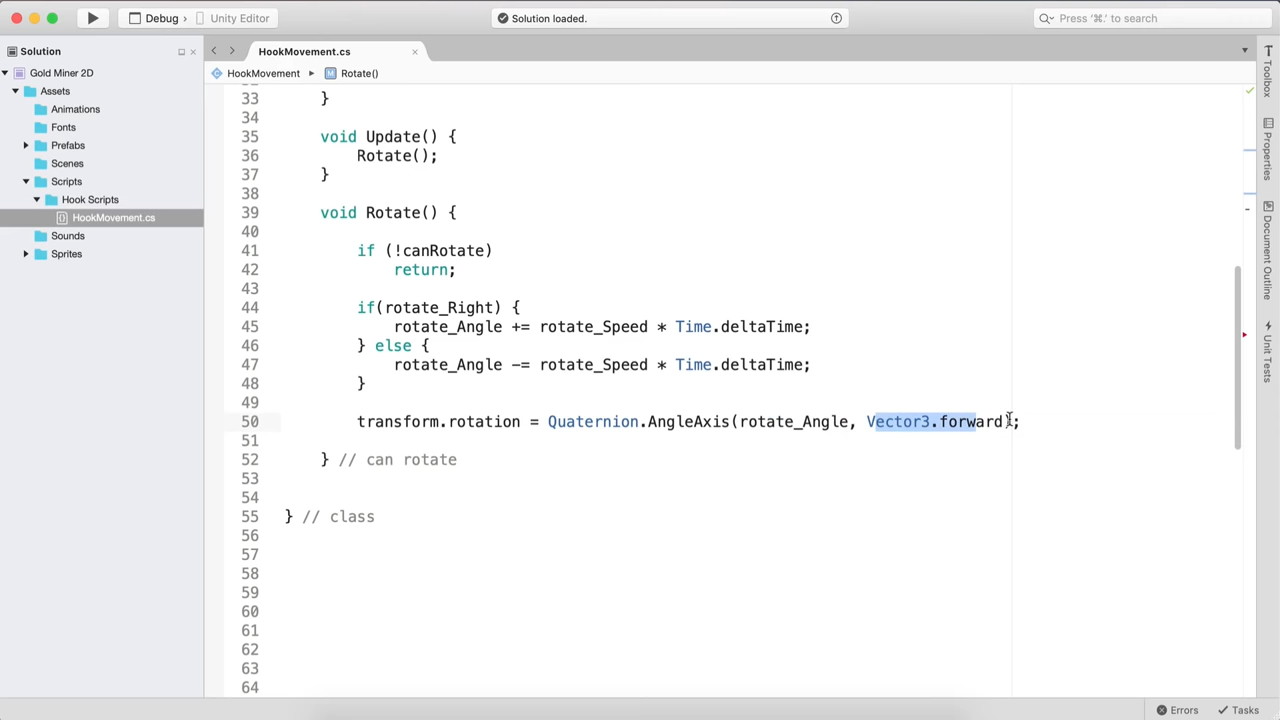 Debug
Unity Editor
Solution loaded.
Press '⌘.' to search
Solution
HookMovement.cs
Gold Miner 2D
HookMovement
Rotate()
Assets
Animations
Fonts
Prefabs
Scenes
Scripts
Hook Scripts
HookMovement.cs
Sounds
Sprites
33 }
34
35 void Update() {
36 Rotate();
37 }
38
39 void Rotate() {
40
41 if (!canRotate)
42 return;
43
44 if(rotate_Right) {
45 rotate_Angle += rotate_Speed * Time.deltaTime;
46 } else {
47 rotate_Angle -= rotate_Speed * Time.deltaTime;
48 }
49
50 transform.rotation = Quaternion.AngleAxis(rotate_Angle, Vector3.forward);
51
52 } // can rotate
53
54
55 } // class
56
57
58
59
60
61
62
63
64
Toolbox
Properties
Document Outline
Unit Tests
Errors
Tasks